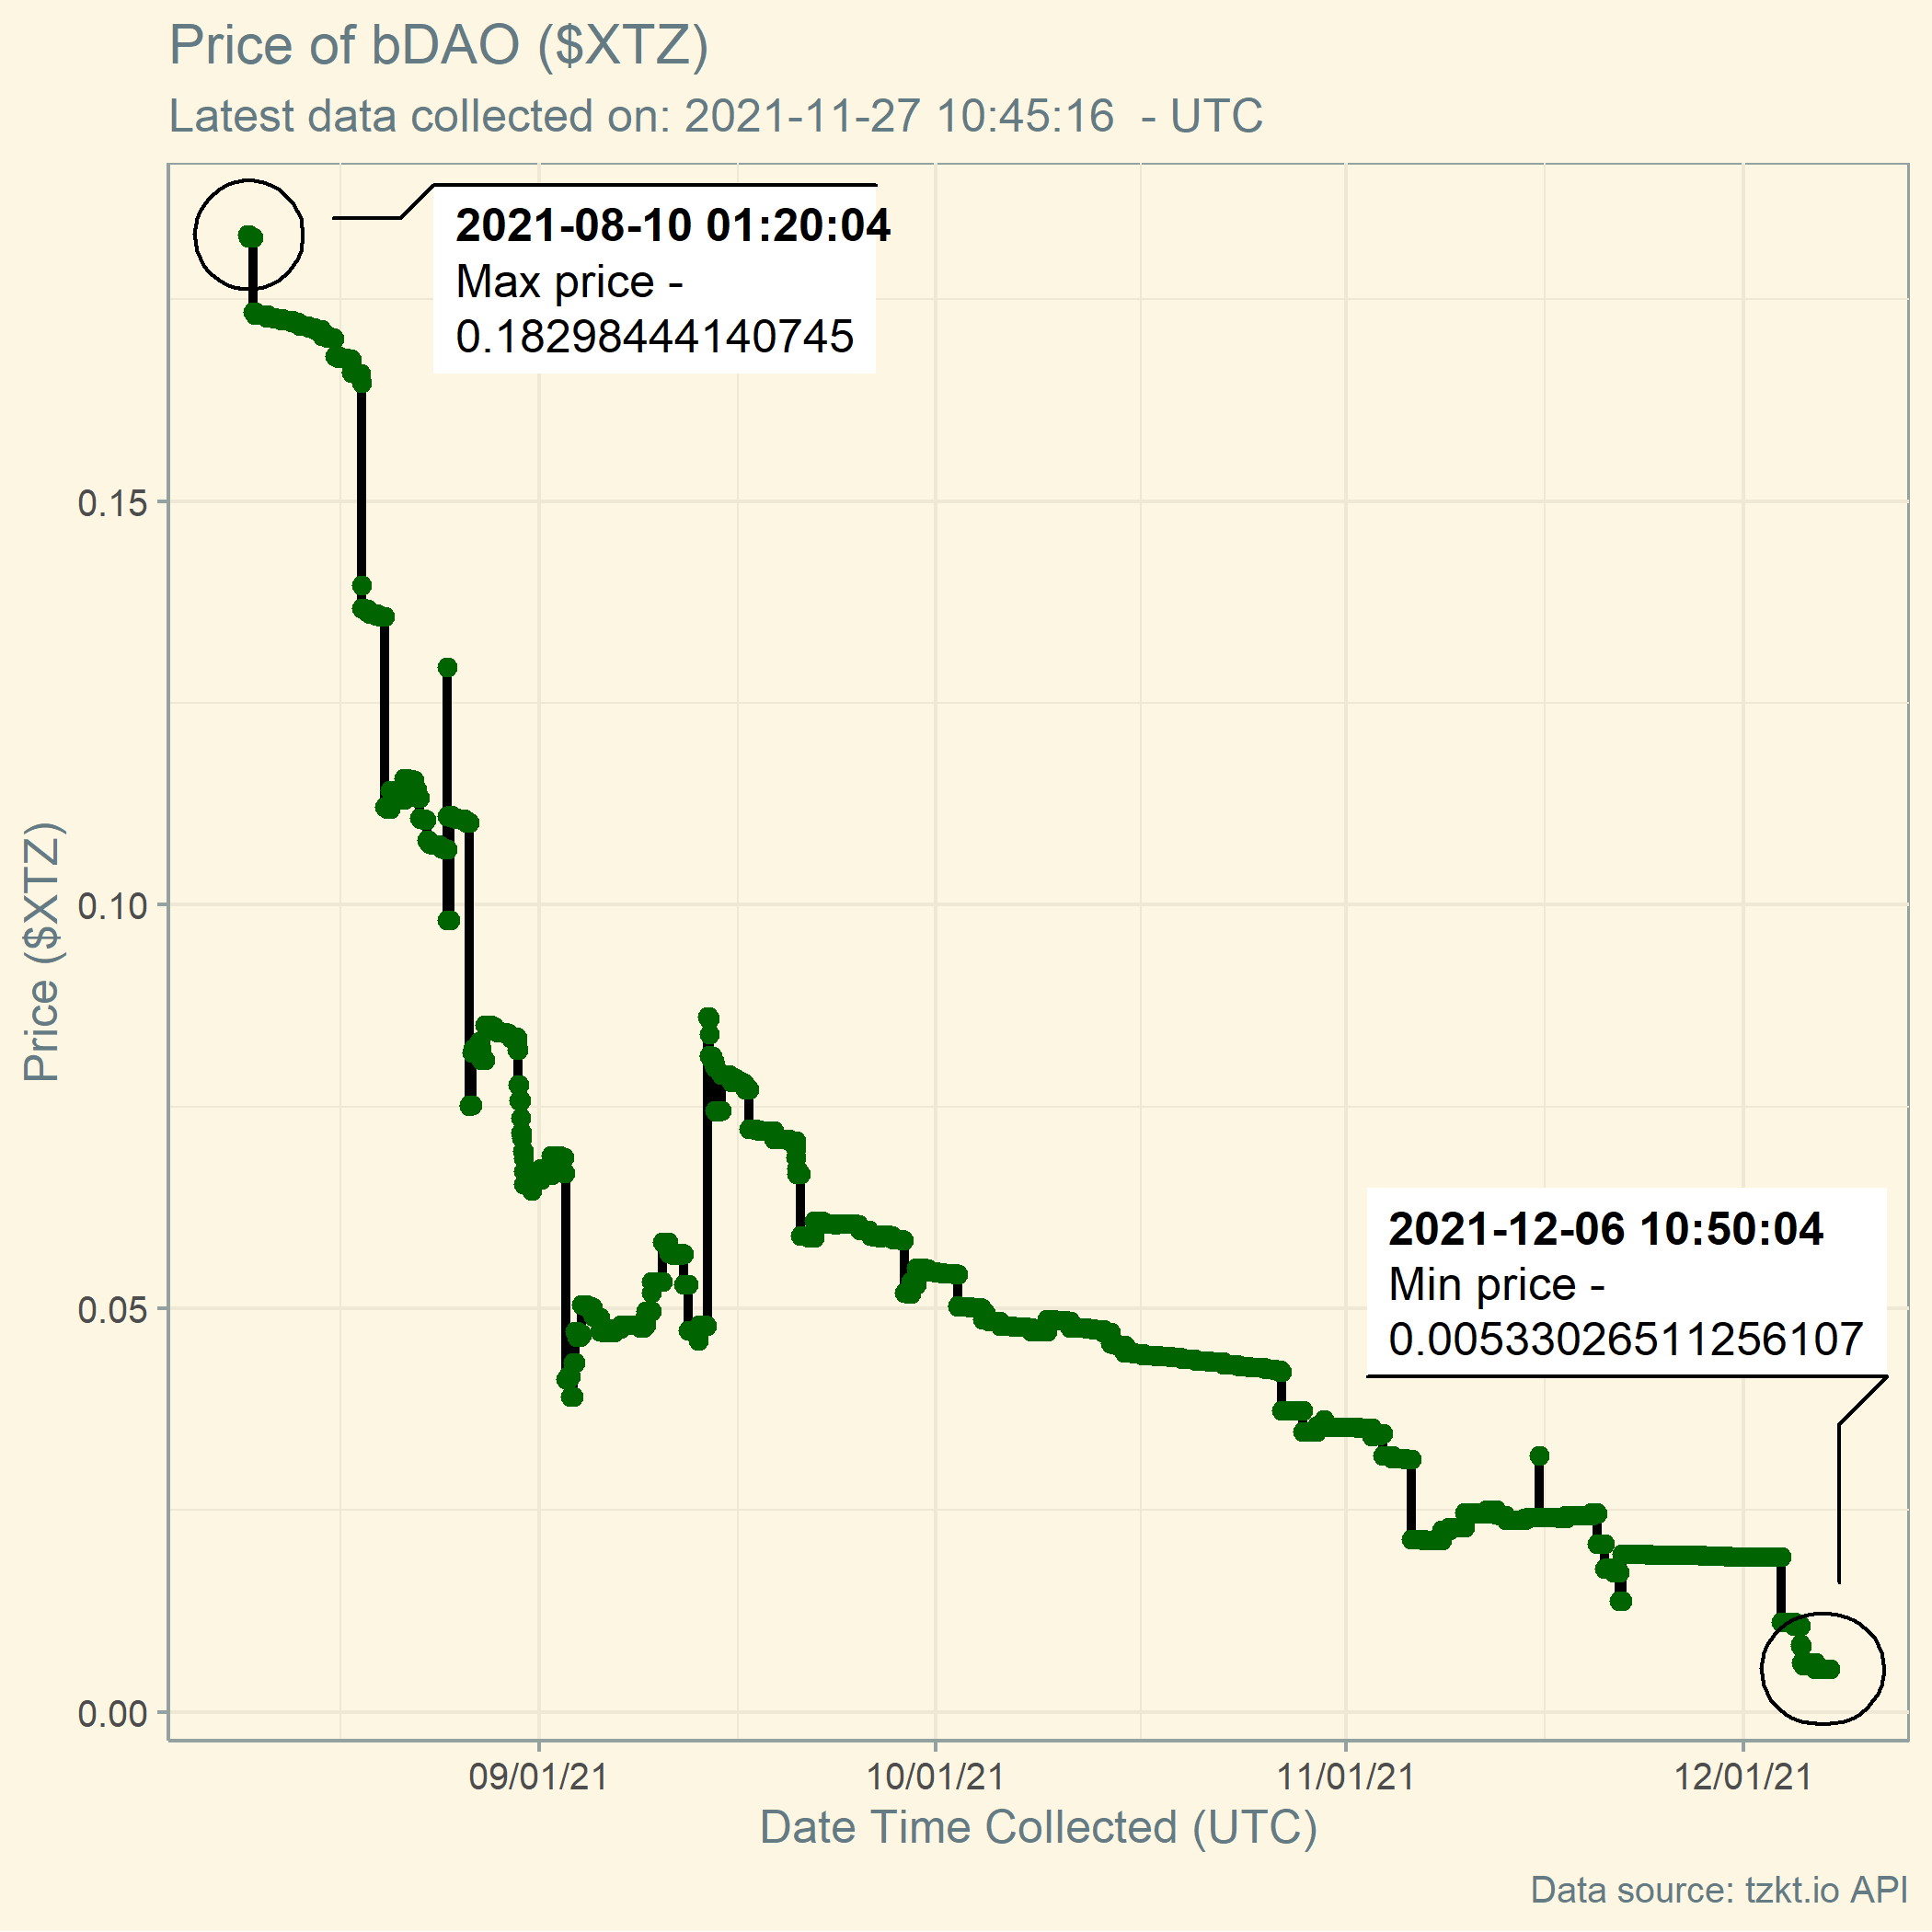 Price of bDAO ($XTZ)
Latest data collected on: 2021-11-27 10:45:16  - UTC
2021-08-10 01:20:04
Max price -
0.18298444140745
0.15
0.10
0.05
0.00
Price ($XTZ)
2021-12-06 10:50:04
Min price -
0.00533026511256107
09/01/21
10/01/21
11/01/21
12/01/21
Date Time Collected (UTC)
Data source: tzkt.io API